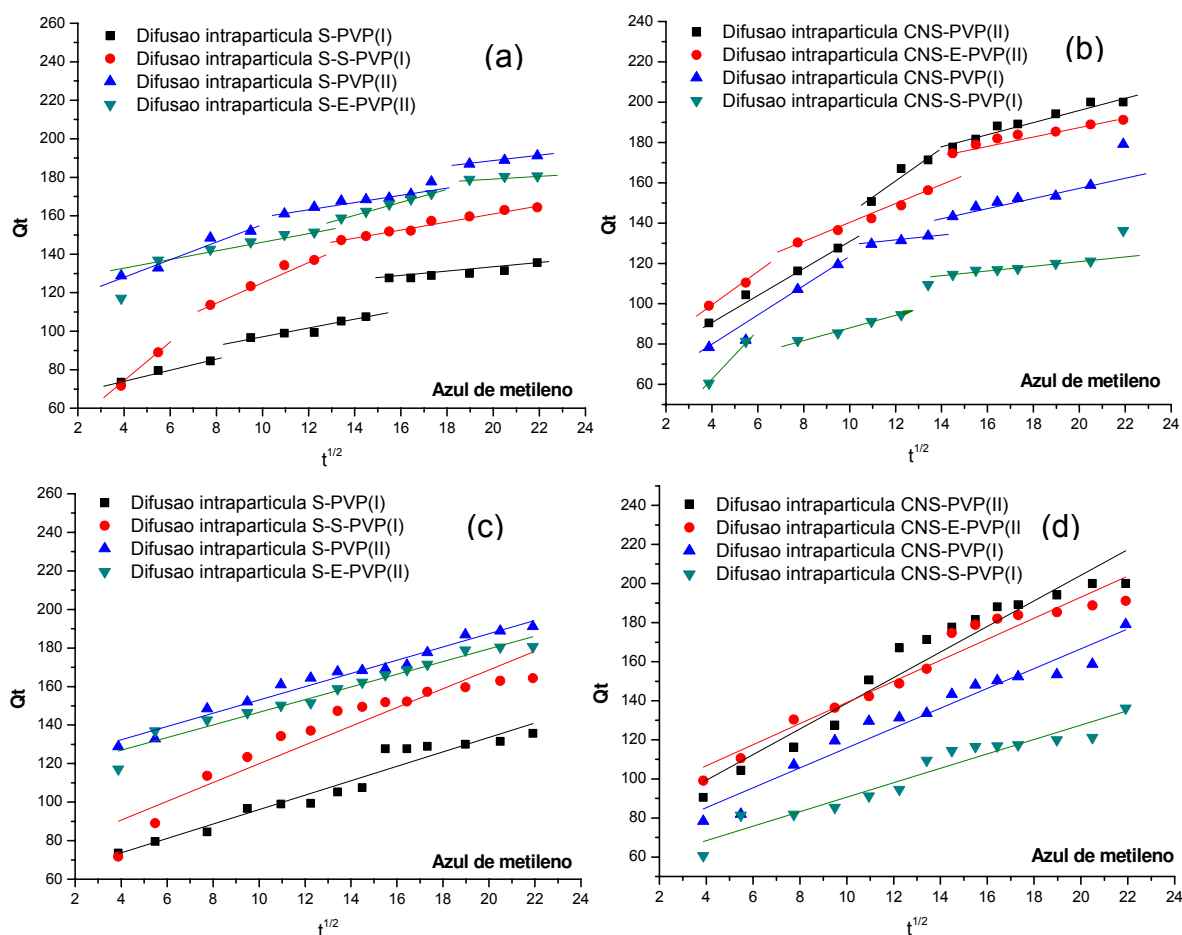 (a)
Difusao intraparticula S-PVP(I)
Difusao intraparticula S-S-PVP(I)
Difusao intraparticula S-PVP(II)
Difusao intraparticula S-E-PVP(II)
Qt
260
240
220
200
180
160
140
120
100
80
60
Azul de metileno
4 6 8 10 12 14 16 18 20 22 24
t1/2
(b)
Difusao intraparticula CNS-PVP(II)
Difusao intraparticula CNS-E-PVP(II)
Difusao intraparticula CNS-PVP(I)
Difusao intraparticula CNS-S-PVP(I)
Qt
240
220
200
180
160
140
120
100
80
60
Azul de metileno
2 4 6 8 10 12 14 16 18 20 22 24
t1/2
(c)
Difusao intraparticula S-PVP(I)
Difusao intraparticula S-S-PVP(I)
Difusao intraparticula S-PVP(II)
Difusao intraparticula S-E-PVP(II)
Qt
260
240
220
200
180
160
140
120
100
80
60
Azul de metileno
2 4 6 8 10 12 14 16 18 20 22 24
t1/2
(d)
Difusao intraparticula CNS-PVP(II)
Difusao intraparticula CNS-E-PVP(II
Difusao intraparticula CNS-PVP(I)
Difusao intraparticula CNS-S-PVP(I)
Qt
240
220
200
180
160
140
120
100
80
60
Azul de metileno
2 4 6 8 10 12 14 16 18 20 22 24
t1/2